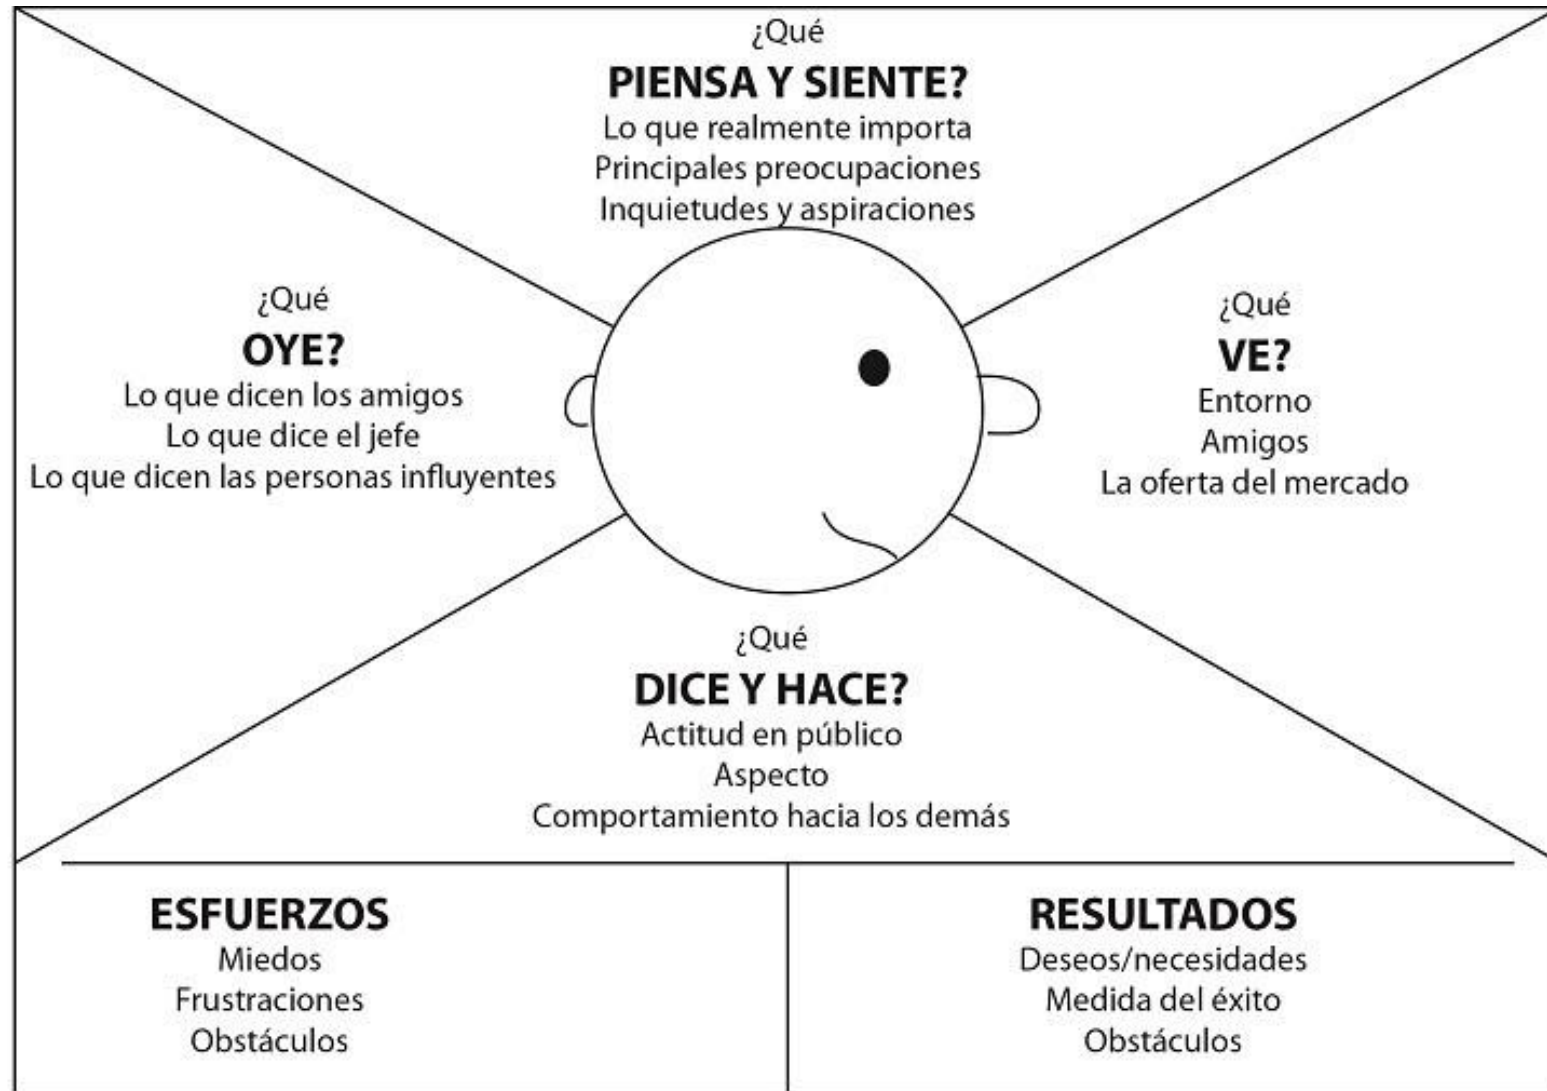 ¿Qué
PIENSA Y SIENTE?
Lo que realmente importa
Principales preocupaciones
Inquietudes y aspiraciones
¿Qué
OYE?
Lo que dicen los amigos
Lo que dice el jefe
Lo que dicen las personas influyentes
¿Qué
VE?
Entorno
Amigos
La oferta del mercado
¿Qué
DICE Y HACE?
Actitud en público
Aspecto
Comportamiento hacia los demás
ESFUERZOS
Miedos
Frustraciones
Obstáculos
RESULTADOS
Deseos/necesidades
Medida del éxito
Obstáculos